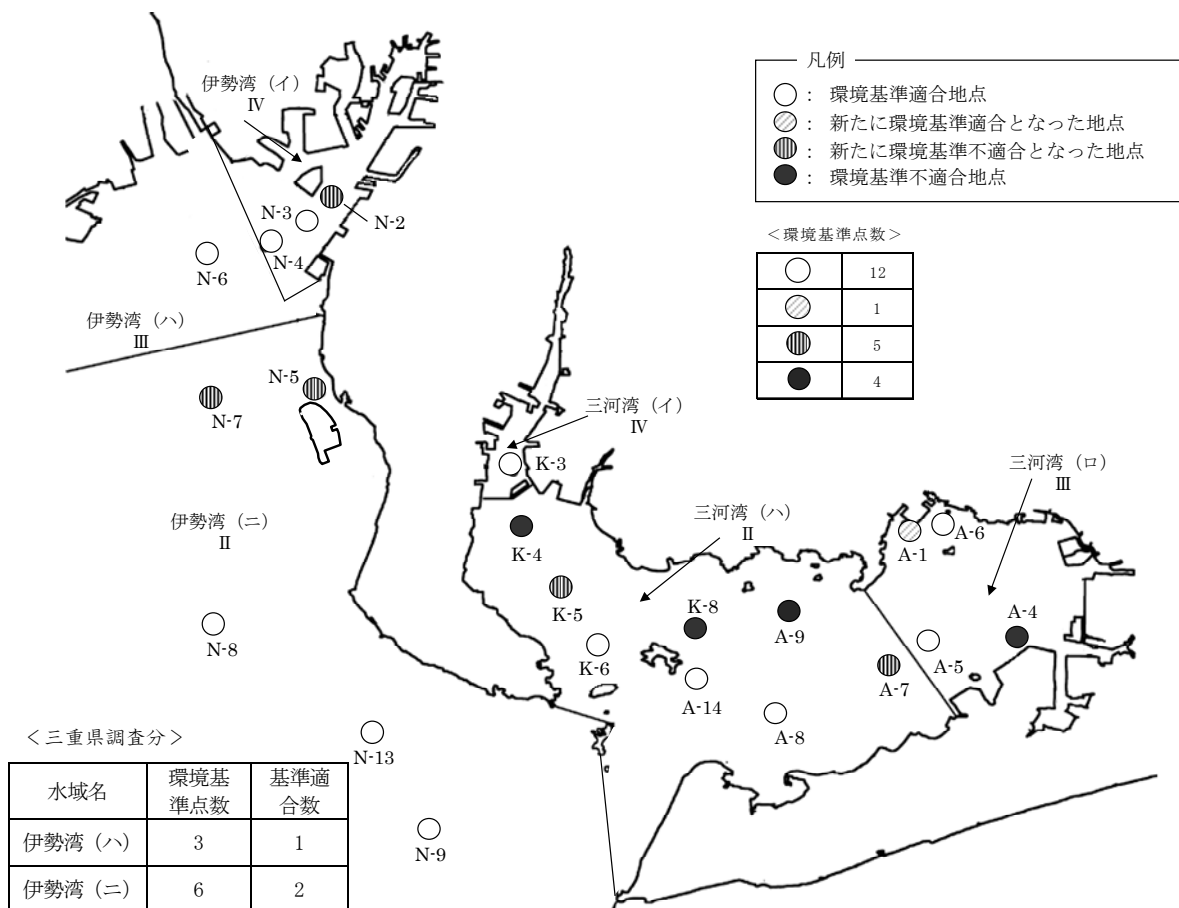 伊勢湾（イ）
Ⅳ
凡例
： 環境基準適合地点
： 新たに環境基準適合となった地点
： 新たに環境基準不適合となった地点
： 環境基準不適合地点
N-3
N-2
N-4
N-6
＜環境基準点数＞
12
1
5
4
伊勢湾（ハ）
Ⅲ
N-5
N-7
三河湾（イ）
Ⅳ
K-3
三河湾（ロ）
Ⅲ
伊勢湾（ニ）
Ⅱ
三河湾（ハ）
Ⅱ
K-4
A-1
A-6
K-5
K-8
A-9
A-4
N-8
K-6
A-5
A-7
A-14
A-8
N-13
N-9
＜三重県調査分＞
水域名 環境基準点数 基準適合数
伊勢湾（ハ） 3 1
伊勢湾（ニ） 6 2